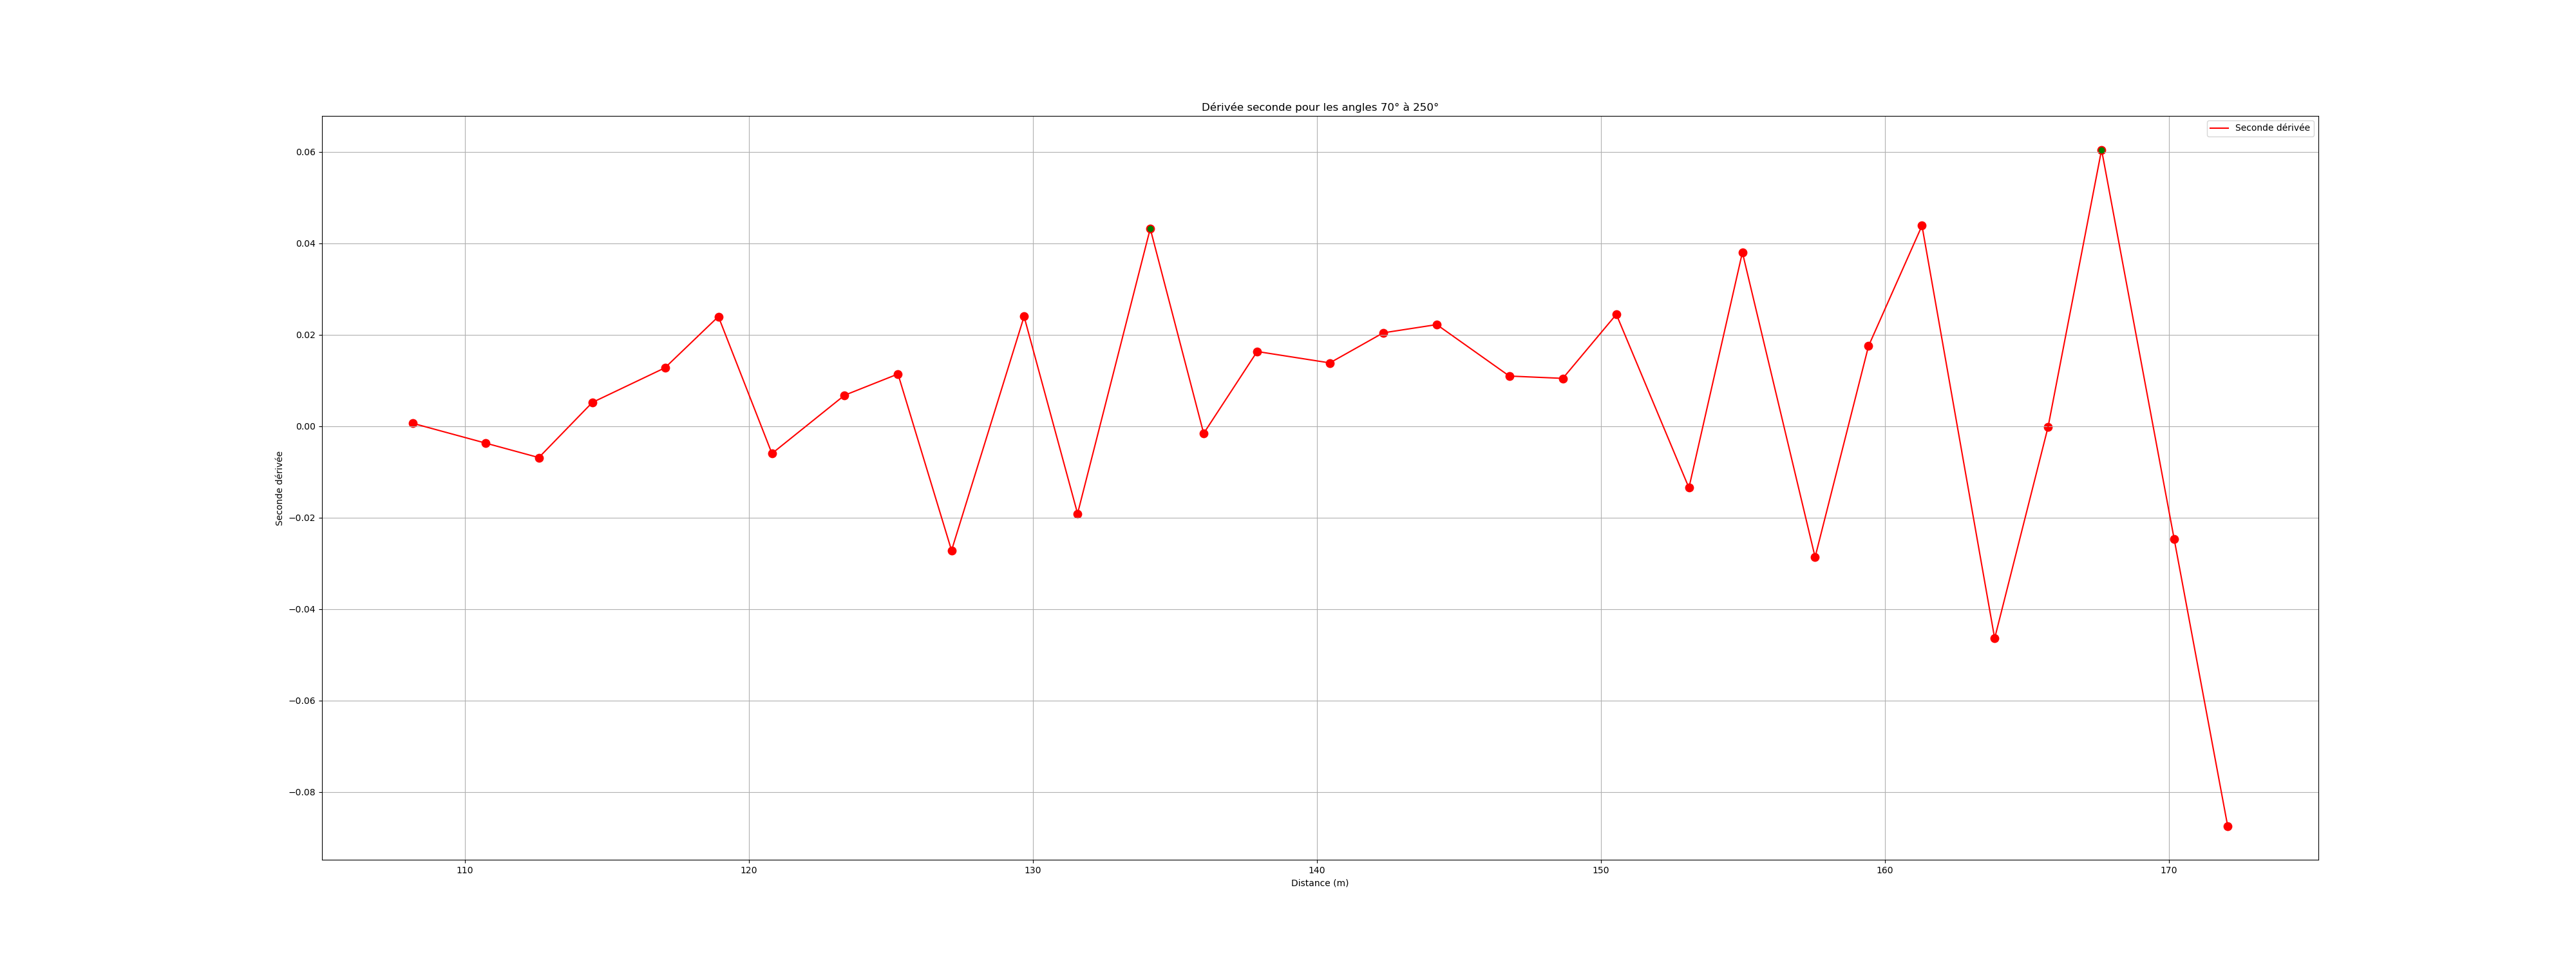 Dérivée seconde pour les angles 70° à 250°
Seconde dérivée
0.06
0.04
0.02
0.00
−0.02
−0.04
−0.06
−0.08
Seconde dérivée
110 120 130 140 150 160 170
Distance (m)